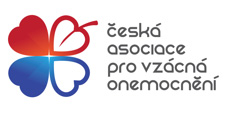 česká
asociace
pro vzácná
onemocnění